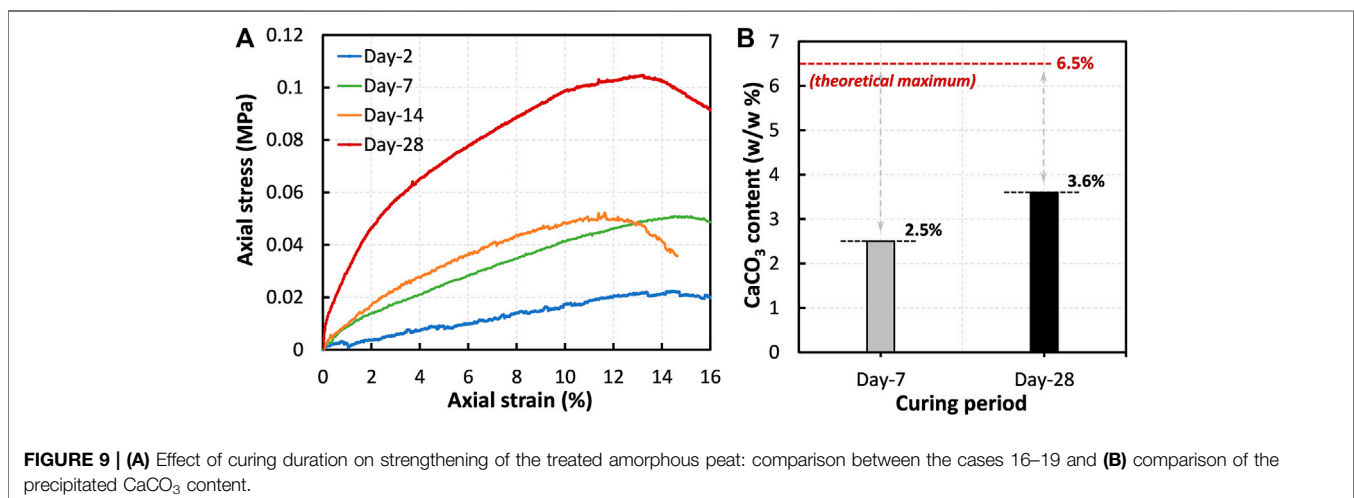 A
0.12
0.1
0.08
0.06
0.04
0.02
0
Axial stress (MPa)
Day-2
Day-7
Day-14
Day-28
0 2 4 6 8 10 12 14 16
Axial strain (%)
B
7
6
5
4
3
2
1
0
CaCO₃ content (w/w %)
6.5%
(theoretical maximum)
2.5%
3.6%
Day-7 Day-28
Curing period
FIGURE 9 | (A) Effect of curing duration on strengthening of the treated amorphous peat: comparison between the cases 16–19 and (B) comparison of the
precipitated CaCO₃ content.